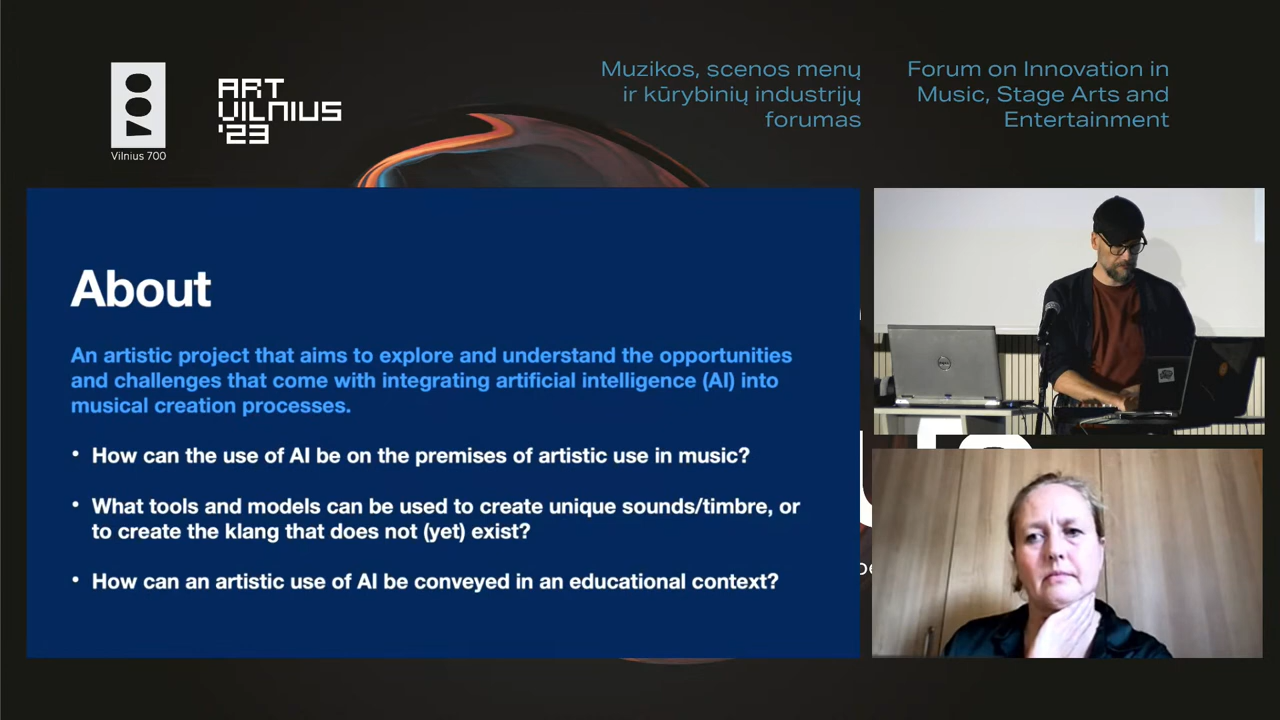 ART
VILNIUS
'23
Vilnius 700
Muzikos, scenos menų
ir kūrybinių industrijų
forumas
Forum on Innovation in
Music, Stage Arts and
Entertainment
About
An artistic project that aims to explore and understand the opportunities
and challenges that come with integrating artificial intelligence (AI) into
musical creation processes.
• How can the use of AI be on the premises of artistic use in music?
• What tools and models can be used to create unique sounds/timbre, or
to create the klang that does not (yet) exist?
• How can an artistic use of AI be conveyed in an educational context?